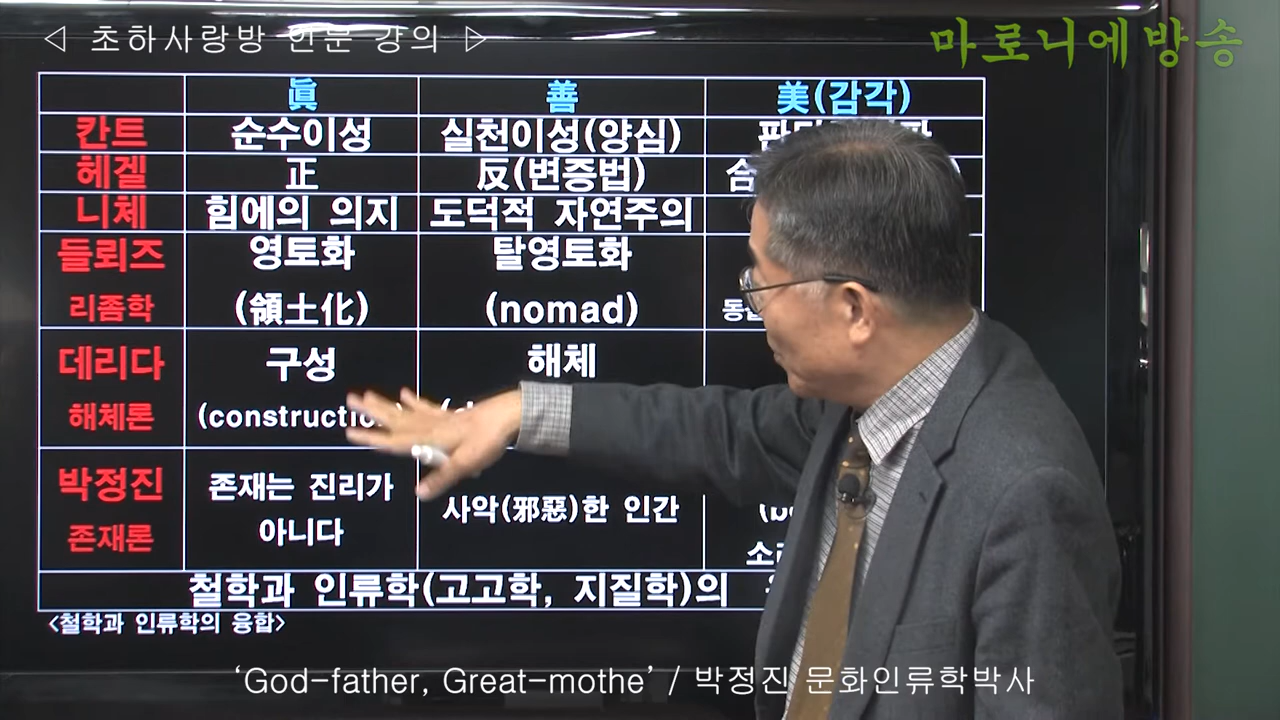 ◁ 초하사랑방 인문 강의 ▷
마로니에방송
眞 善 美(감각)
칸트 순수이성 실천이성(양심)
헤겔 正 反(변증법)
니체 힘에의 의지 도덕적 자연주의
들뢰즈 영토화 탈영토화
리좀학 (領土化) (nomad)
데리다 구성 해체
해체론
박정진 존재는 진리가
아니다
사악(邪惡)한 인간
존재론
철학과 인류학(고고학, 지질학)의
<철학과 인류학의 융합>
‘God-father, Great-mothe’ / 박정진 문화인류학박사